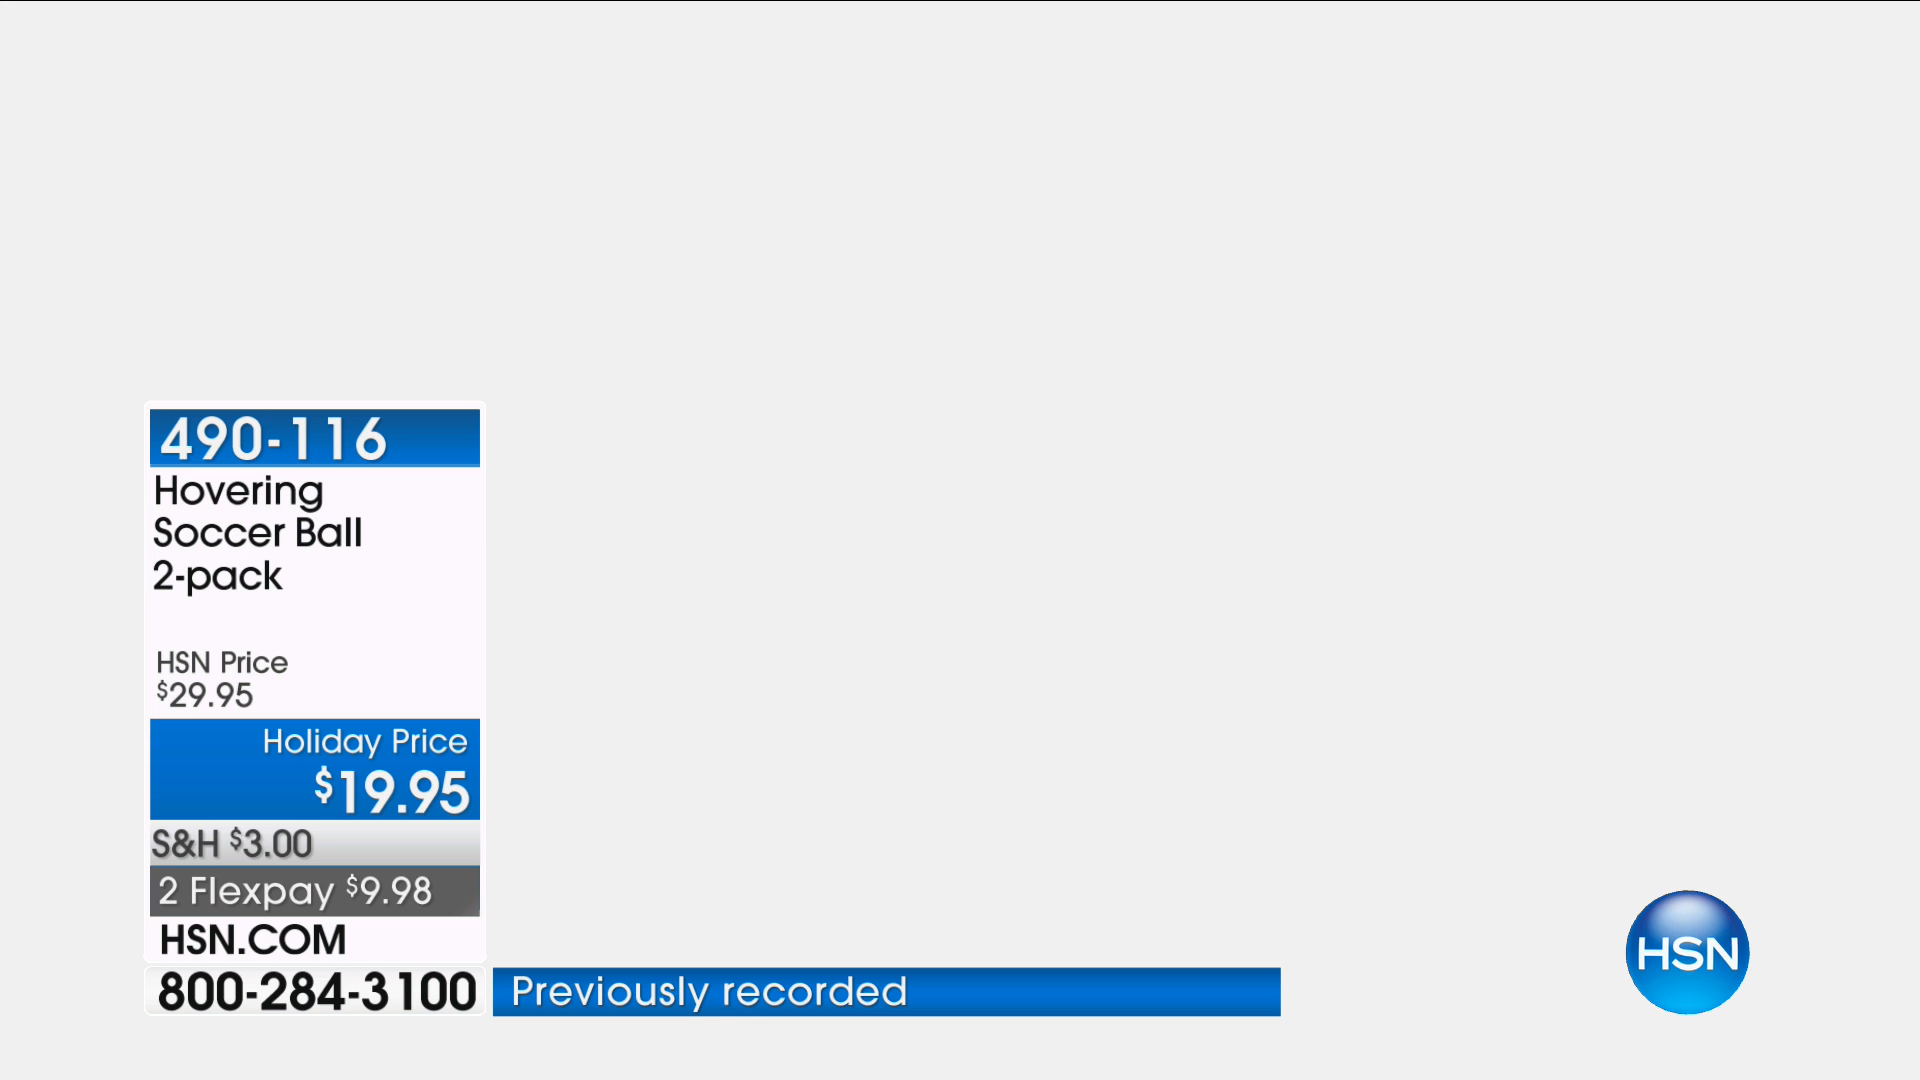 490-116
Hovering
Soccer Ball
2-pack
HSN Price
$29.95
Holiday Price
$19.95
S&H $3.00
2 Flexpay $9.98
HSN.COM
800-284-3100
Previously recorded
HSN